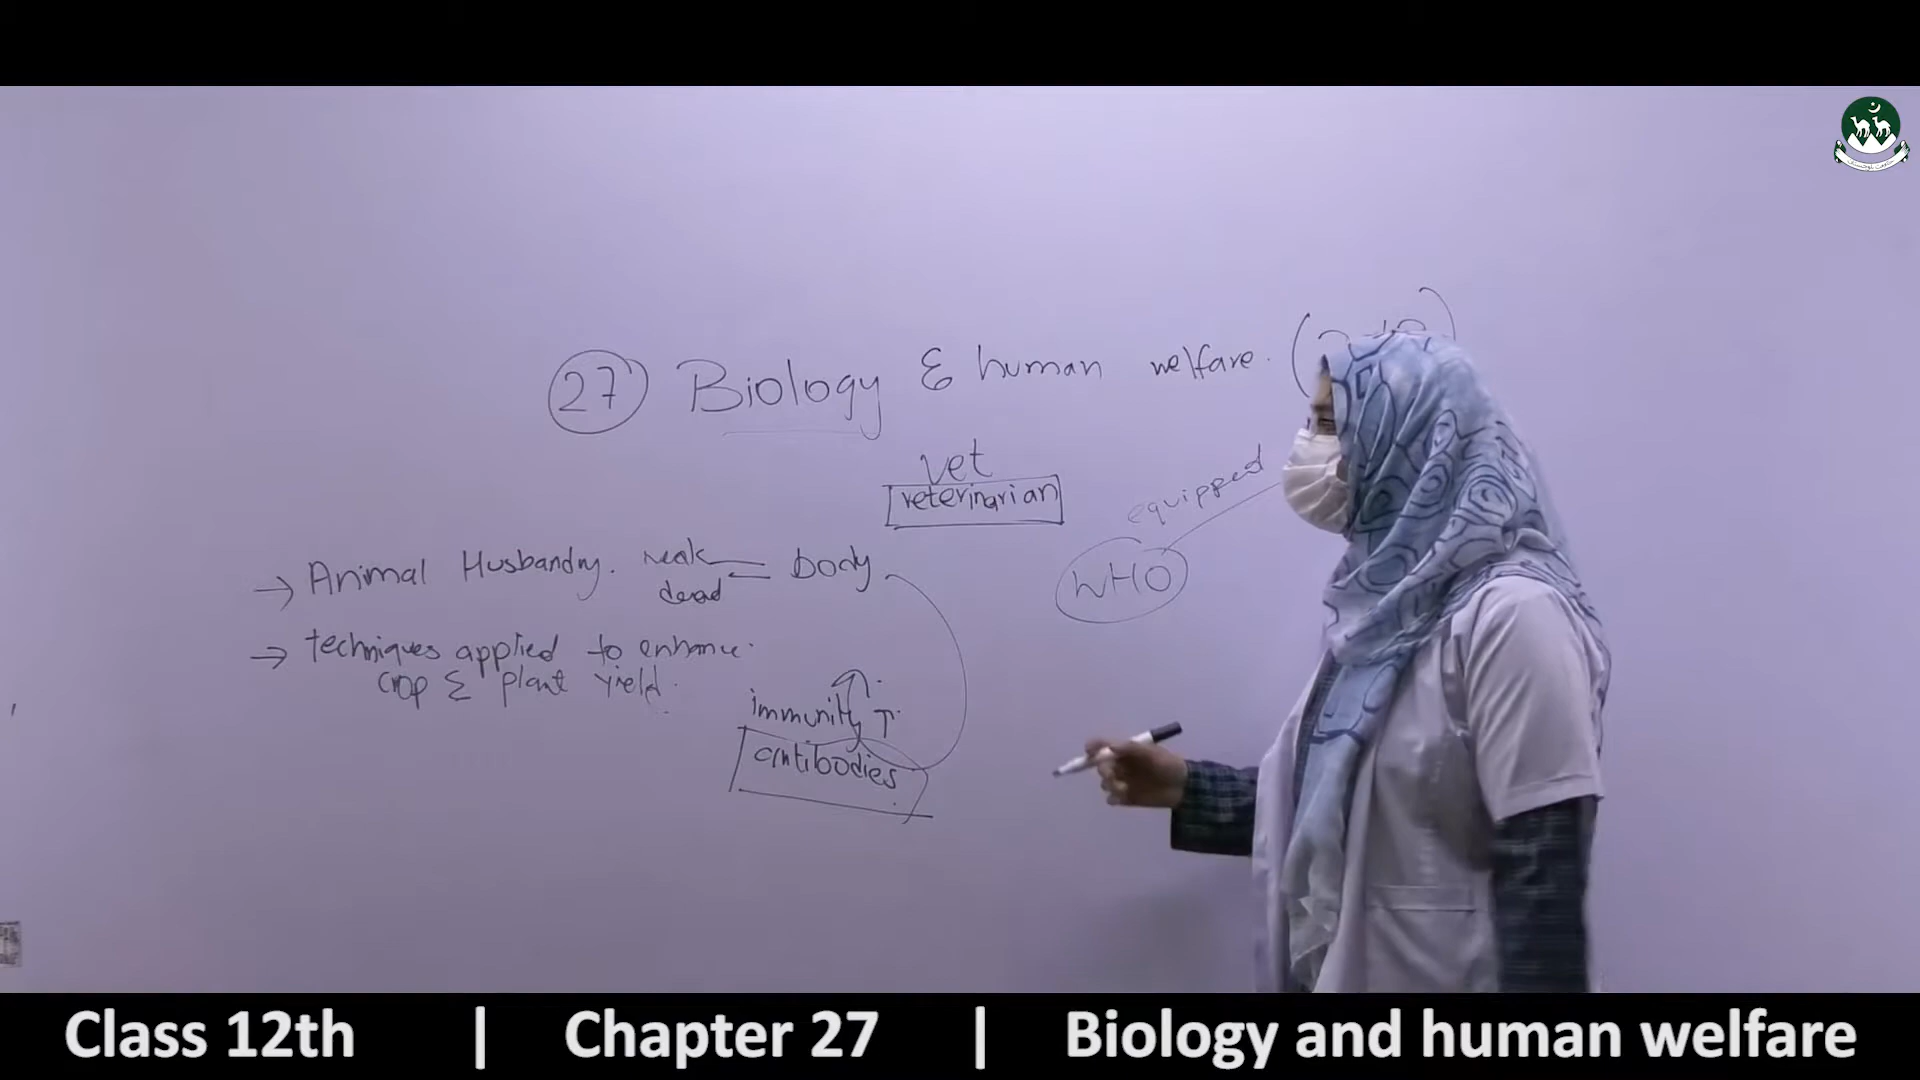 27 Biology & human welfare.
vet
veterinarian
equipped
WHO
→ Animal Husbandry. weak body
dead
→ techniques applied to enhance
crop & plant yield.
immunity ↑
antibodies
Class 12th | Chapter 27 | Biology and human welfare